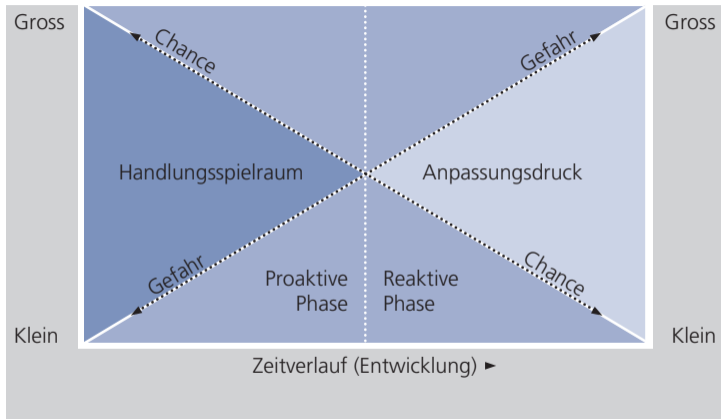 Gross
Gross
Chance
Gefahr
Handlungsspielraum
Anpassungsdruck
Gefahr
Chance
Proaktive
Phase
Reaktive
Phase
Klein
Klein
Zeitverlauf (Entwicklung) ►